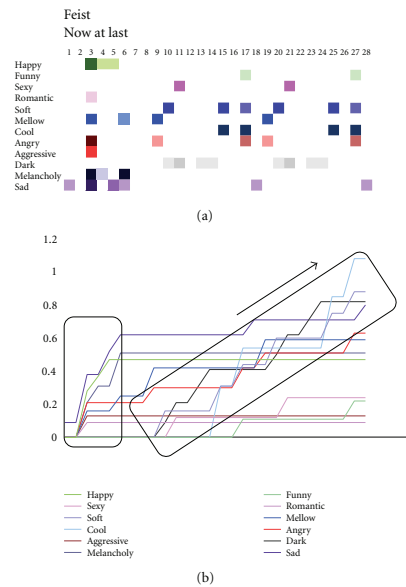 Feist
Now at last
1 2 3 4 5 6 7 8 9 10 11 12 13 14 15 16 17 18 19 20 21 22 23 24 25 26 27 28
Happy
Funny
Sexy
Romantic
Soft
Mellow
Cool
Angry
Aggressive
Dark
Melancholy
Sad
(a)
1.2
1
0.8
0.6
0.4
0.2
0
Happy Funny
Sexy Romantic
Soft Mellow
Cool Angry
Aggressive Dark
Melancholy Sad
(b)